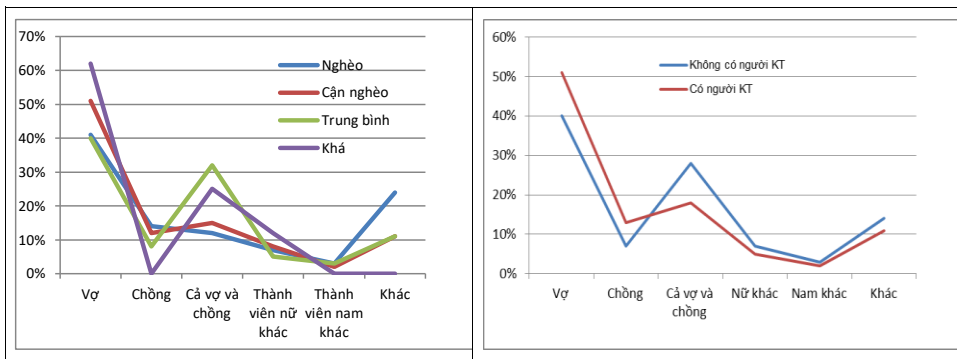 70%
60%
50%
40%
30%
20%
10%
0%
Nghèo
Cận nghèo
Trung bình
Khá
Vợ
Chồng
Cả vợ và
chồng
Thành
viên nữ
khác
Thành
viên nam
khác
Khác
60%
50%
40%
30%
20%
10%
0%
Không có người KT
Có người KT
Vợ
Chồng
Cả vợ và
chồng
Nữ khác
Nam khác
Khác